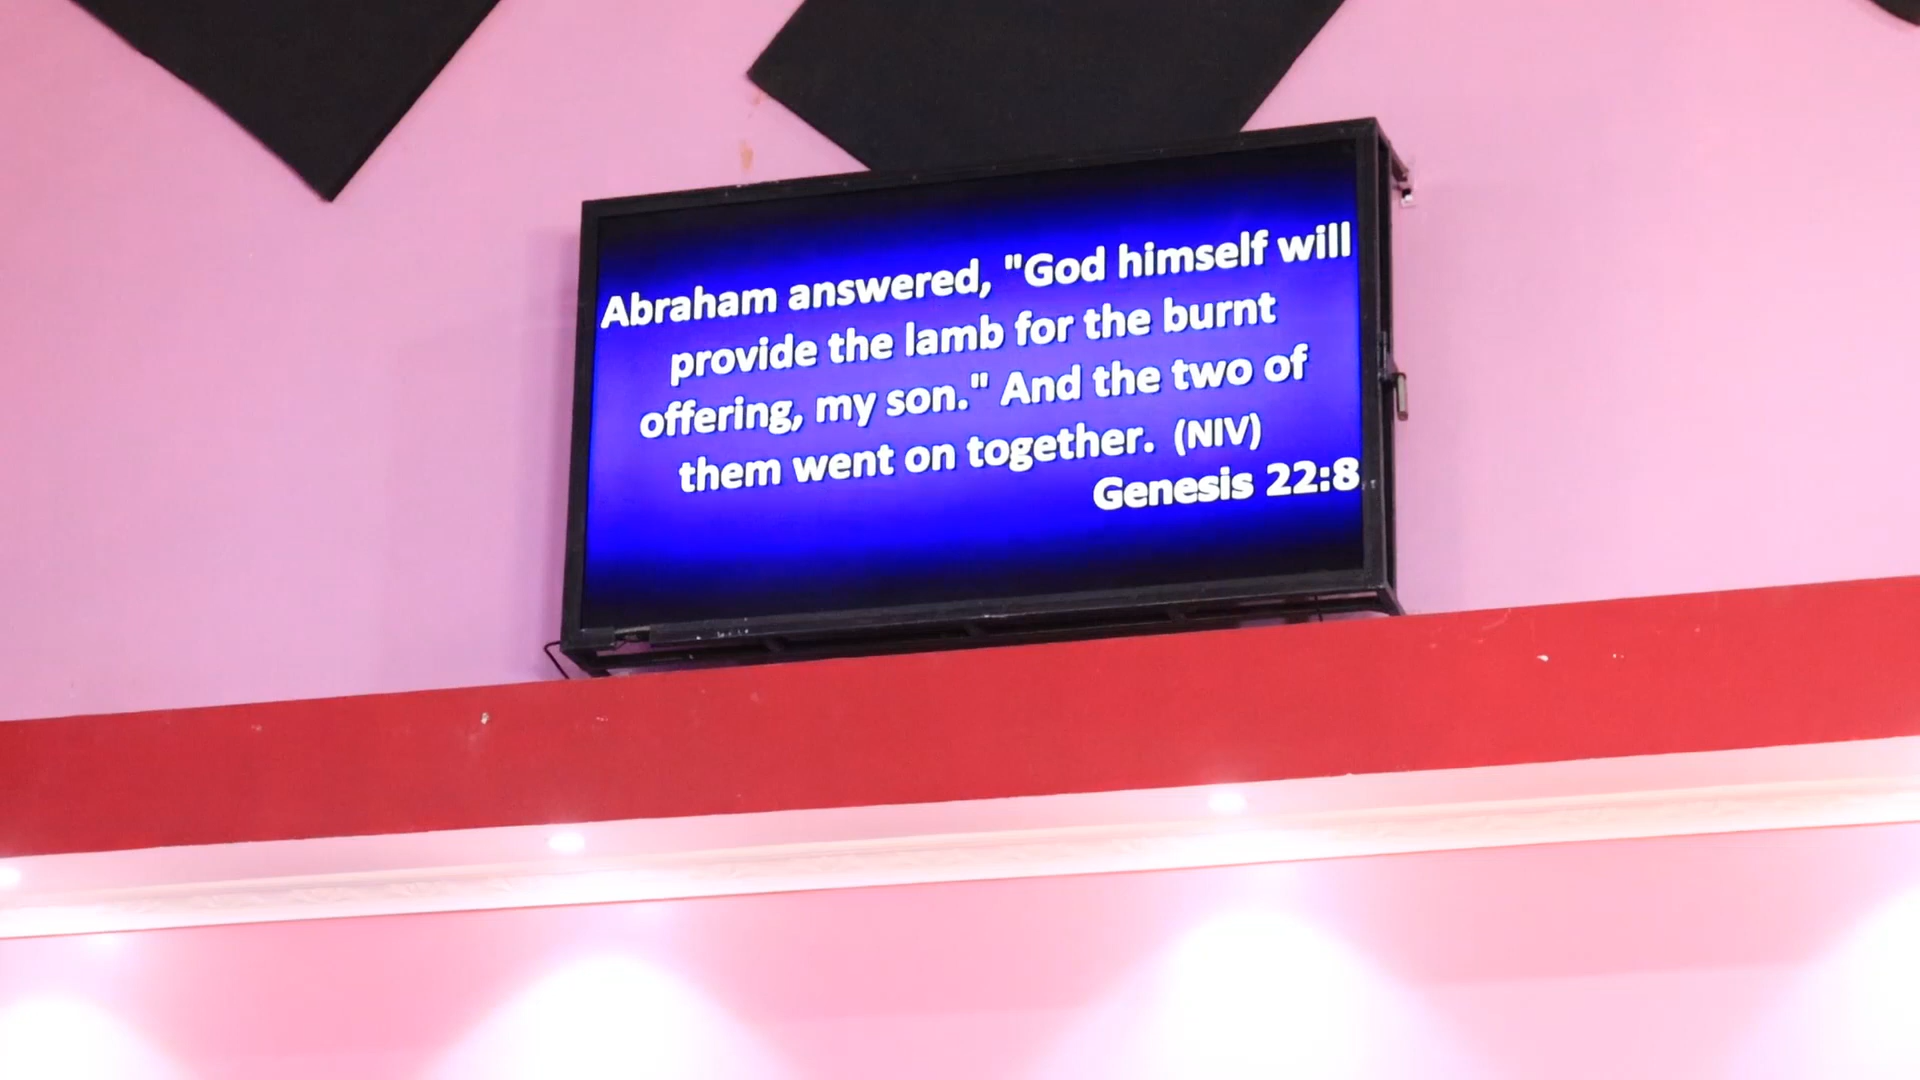 Abraham answered, "God himself will
provide the lamb for the burnt
offering, my son." And the two of
them went on together. (NIV)
Genesis 22:8